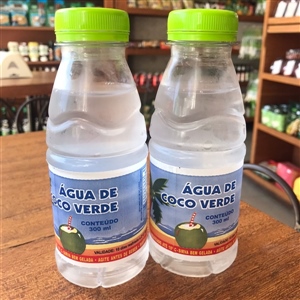 ÁGUA DE
COCO VERDE
CONTEÚDO
300 ml
ÁGUA DE
COCO VERDE
CONTEÚDO
300 ml